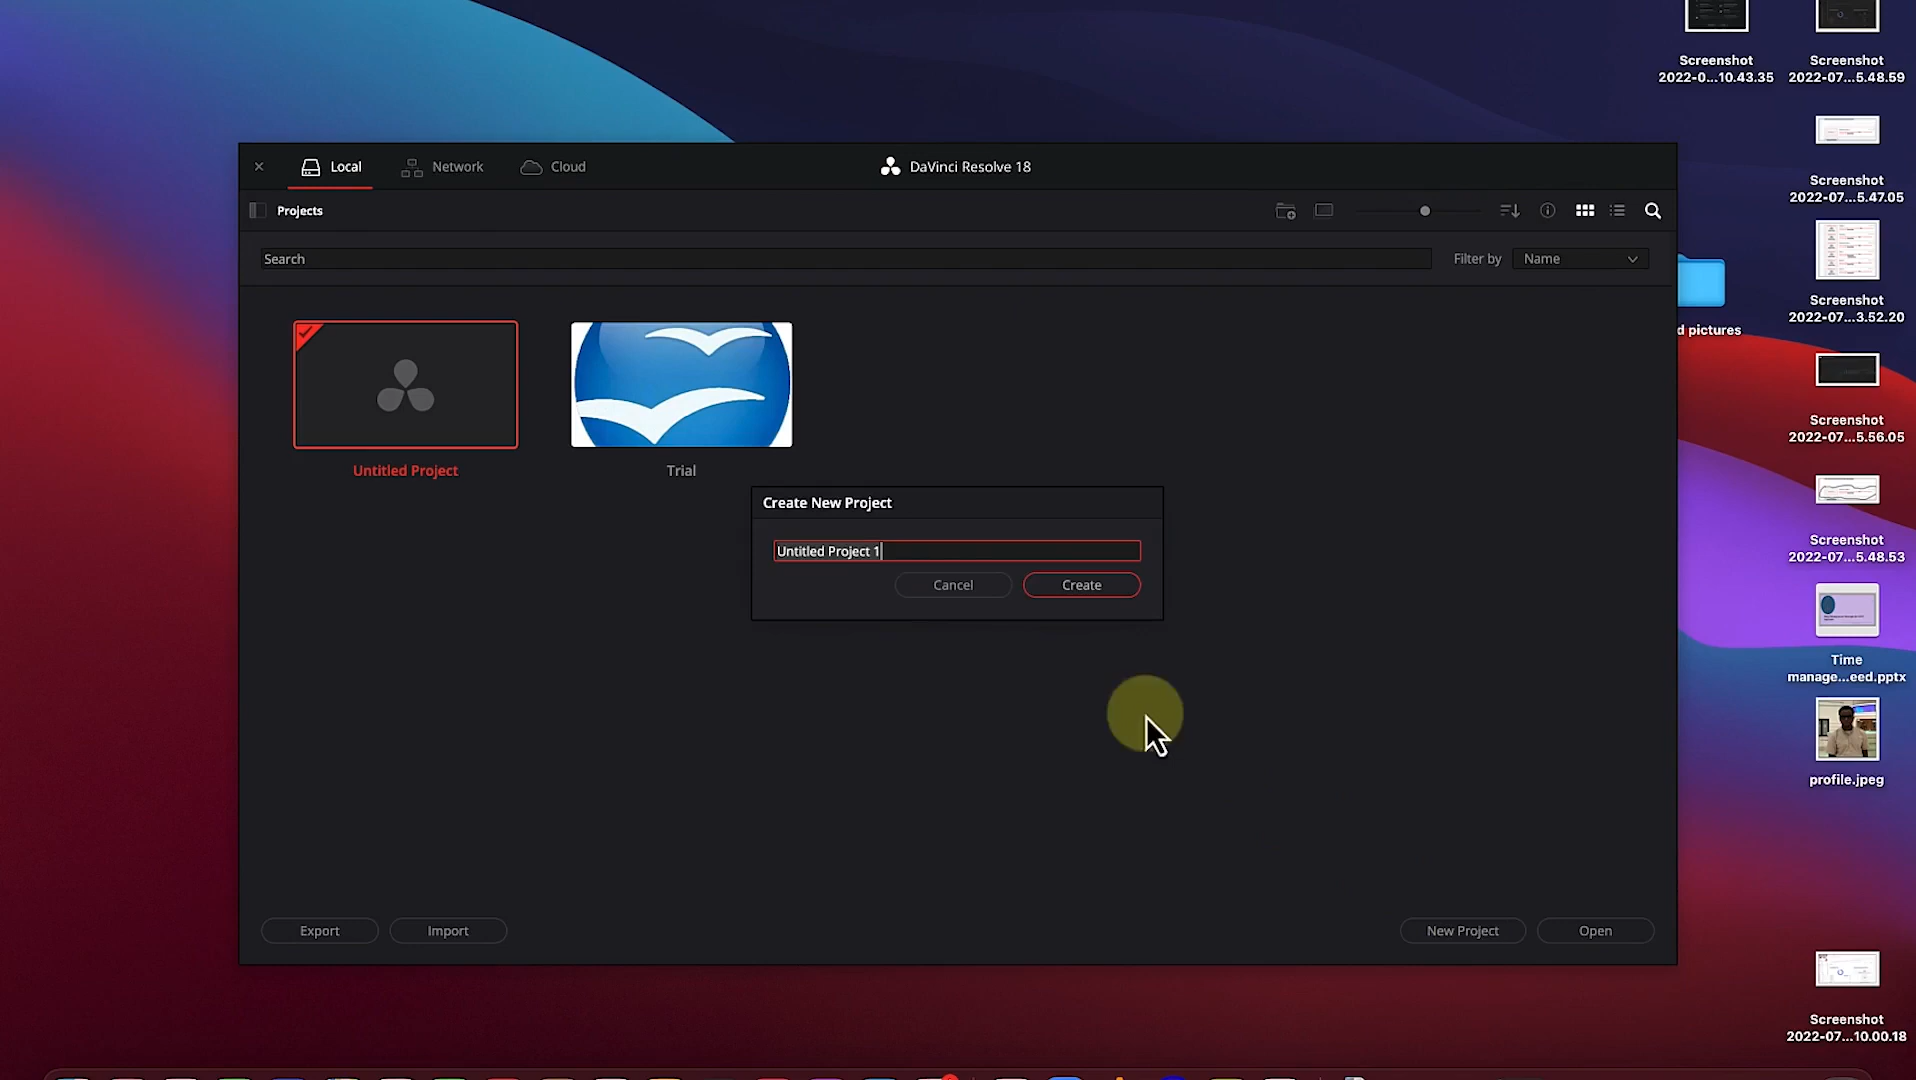 Screenshot
2022-0...10.43.35
Screenshot
2022-07...5.48.59
Local
Network
Cloud
DaVinci Resolve 18
Screenshot
2022-07...5.47.05
Projects
Search
Filter by
Name
Screenshot
2022-07...3.52.20
d pictures
Screenshot
2022-07...5.56.05
Untitled Project
Trial
Create New Project
Untitled Project 1
Cancel
Create
Screenshot
2022-07...5.48.53
Time
manage...eed.pptx
profile.jpeg
Export
Import
New Project
Open
Screenshot
2022-07...10.00.18